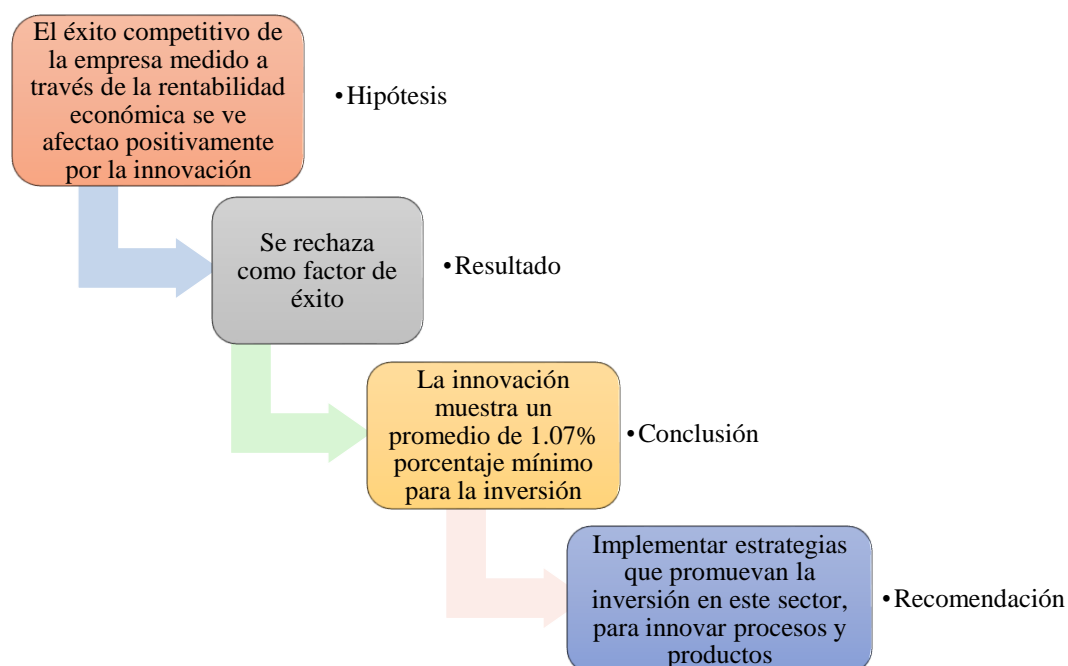 El éxito competitivo de
la empresa medido a
través de la rentabilidad
económica se ve
afectao positivamente
por la innovación
•Hipótesis
Se rechaza
como factor de
éxito
•Resultado
La innovación
muestra un
promedio de 1.07%
porcentaje mínimo
para la inversión
•Conclusión
Implementar estrategias
que promuevan la
inversión en este sector,
para innovar procesos y
productos
•Recomendación